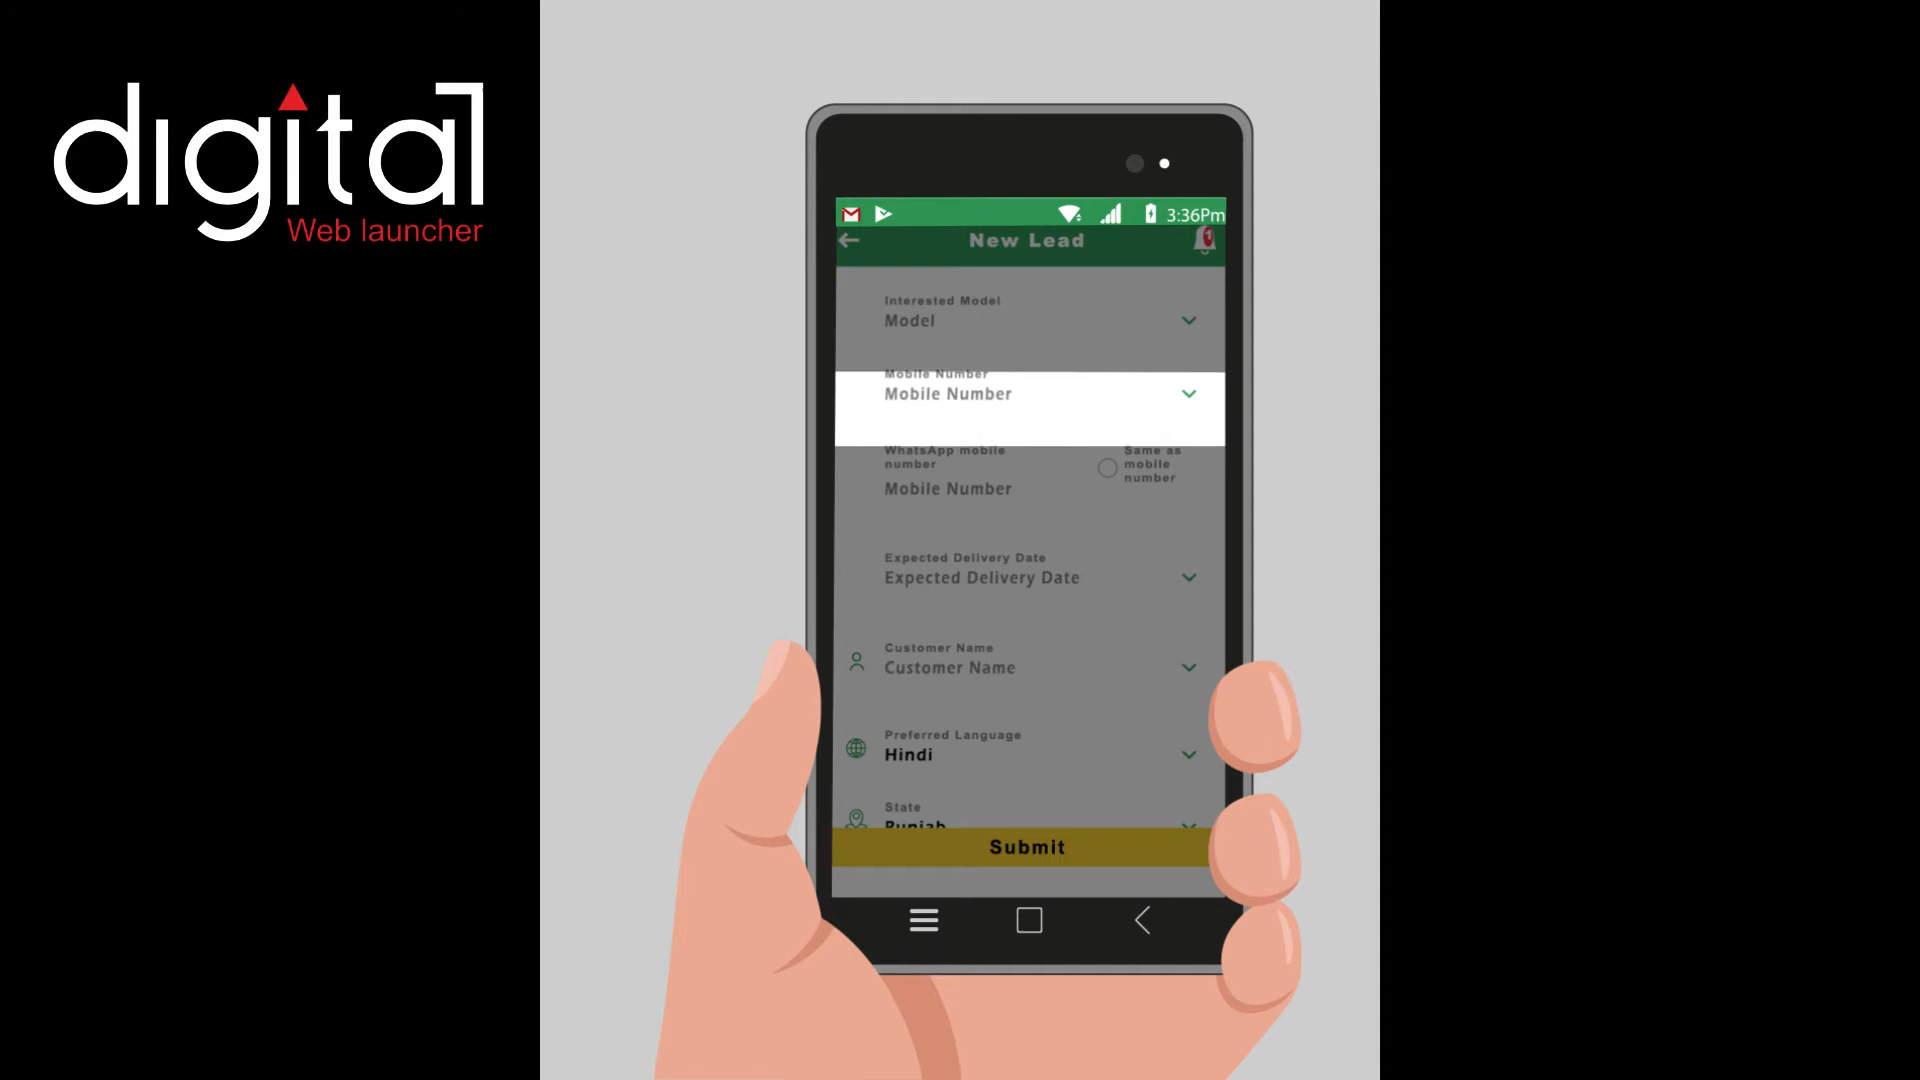 digital
Web launcher
3:36Pm
New Lead
1
Interested Model
Model
Mobile Number
Mobile Number
WhatsApp mobile
number
Same as
mobile
number
Mobile Number
Expected Delivery Date
Expected Delivery Date
Customer Name
Customer Name
Preferred Language
Hindi
State
Punjab
Submit